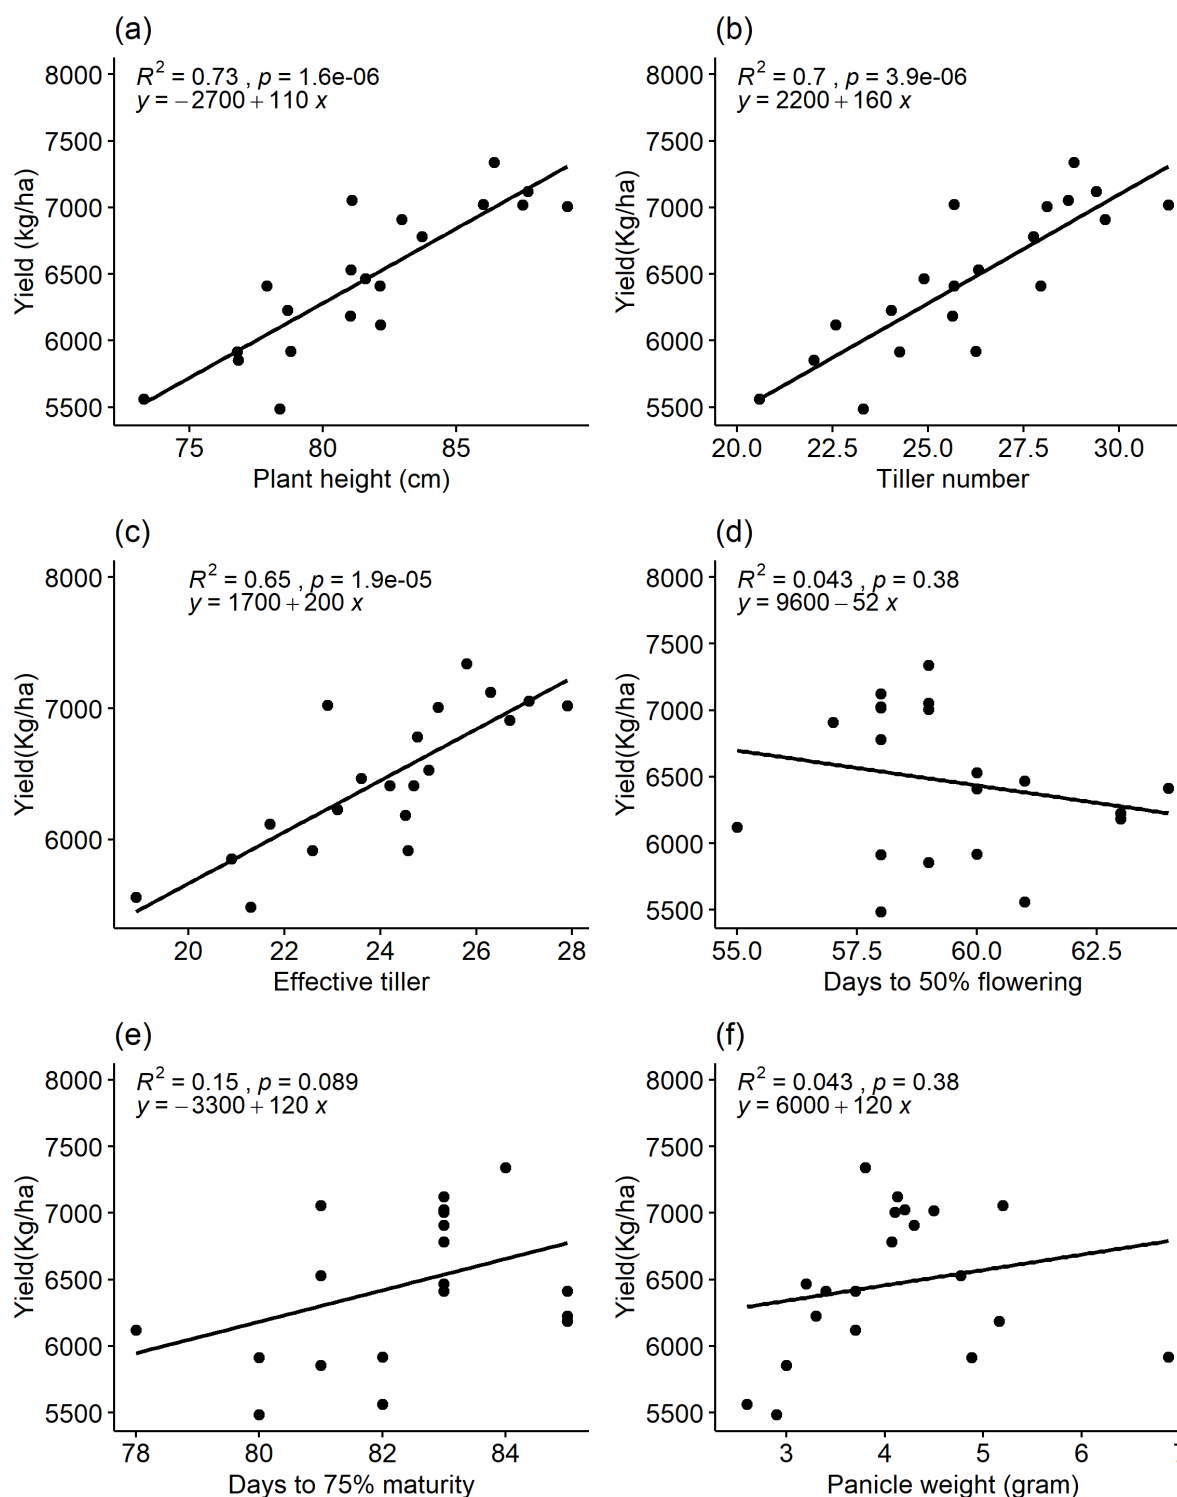 (a)
R² = 0.73 , p = 1.6e-06
y = −2700 + 110 x
8000
7500
7000
6500
6000
5500
Yield (kg/ha)
75 80 85
Plant height (cm)
(b)
R² = 0.7 , p = 3.9e-06
y = 2200 + 160 x
8000
7500
7000
6500
6000
5500
Yield(Kg/ha)
20.0 22.5 25.0 27.5 30.0
Tiller number
(c)
R² = 0.65 , p = 1.9e-05
y = 1700 + 200 x
8000
7000
6000
Yield(Kg/ha)
20 22 24 26 28
Effective tiller
(d)
R² = 0.043 , p = 0.38
y = 9600 − 52 x
8000
7500
7000
6500
6000
5500
Yield(Kg/ha)
55.0 57.5 60.0 62.5
Days to 50% flowering
(e)
R² = 0.15 , p = 0.089
y = −3300 + 120 x
8000
7500
7000
6500
6000
5500
Yield(Kg/ha)
78 80 82 84
Days to 75% maturity
(f)
R² = 0.043 , p = 0.38
y = 6000 + 120 x
8000
7500
7000
6500
6000
5500
Yield(Kg/ha)
3 4 5 6
Panicle weight (gram)